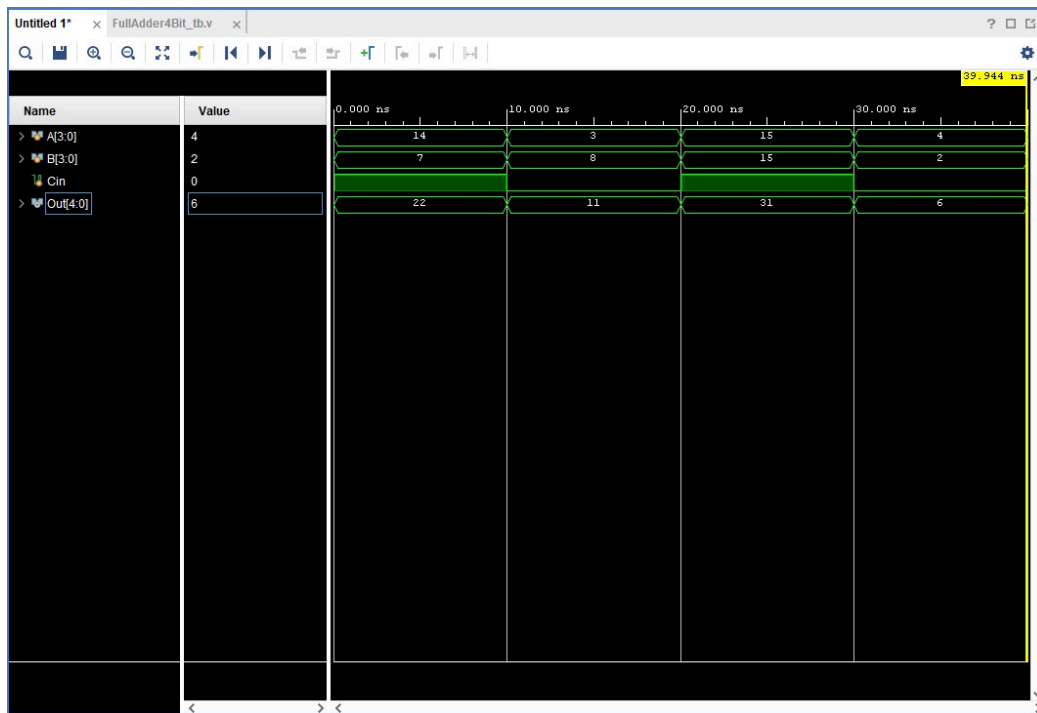 Untitled 1* × FullAdder4Bit_tb.v ×
?
39.944 ns
Name Value
0.000 ns 10.000 ns 20.000 ns 30.000 ns
A[3:0] 4 14 3 15 4
B[3:0] 2 7 8 15 2
Cin 0
Out[4:0] 6 22 11 31 6